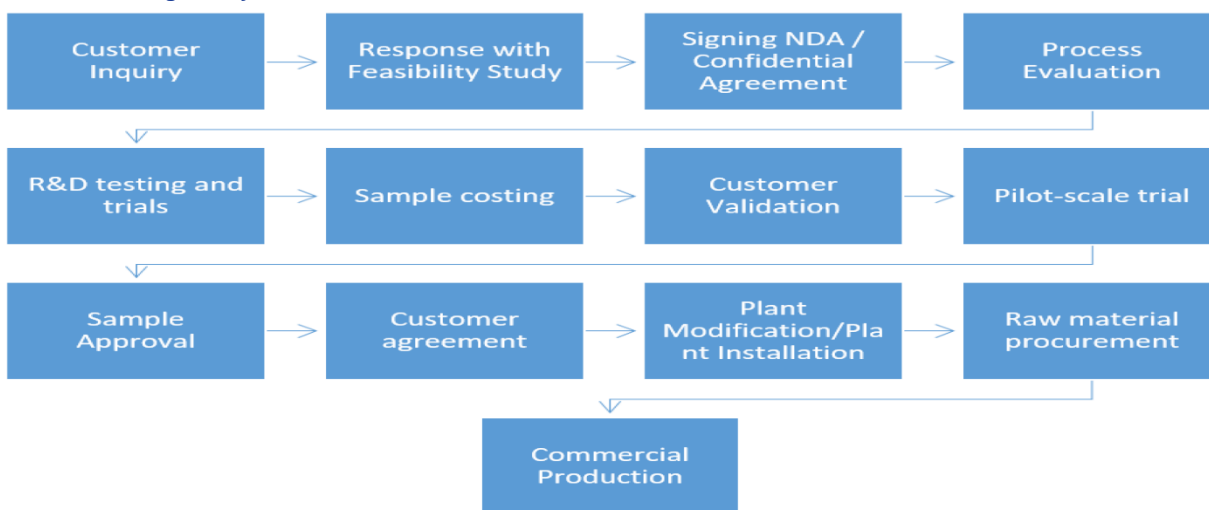 Customer
Inquiry
Response with
Feasibility Study
Signing NDA /
Confidential
Agreement
Process
Evaluation
R&D testing and
trials
Sample costing
Customer
Validation
Pilot-scale trial
Sample
Approval
Customer
agreement
Plant
Modification/Pla
nt Installation
Raw material
procurement
Commercial
Production